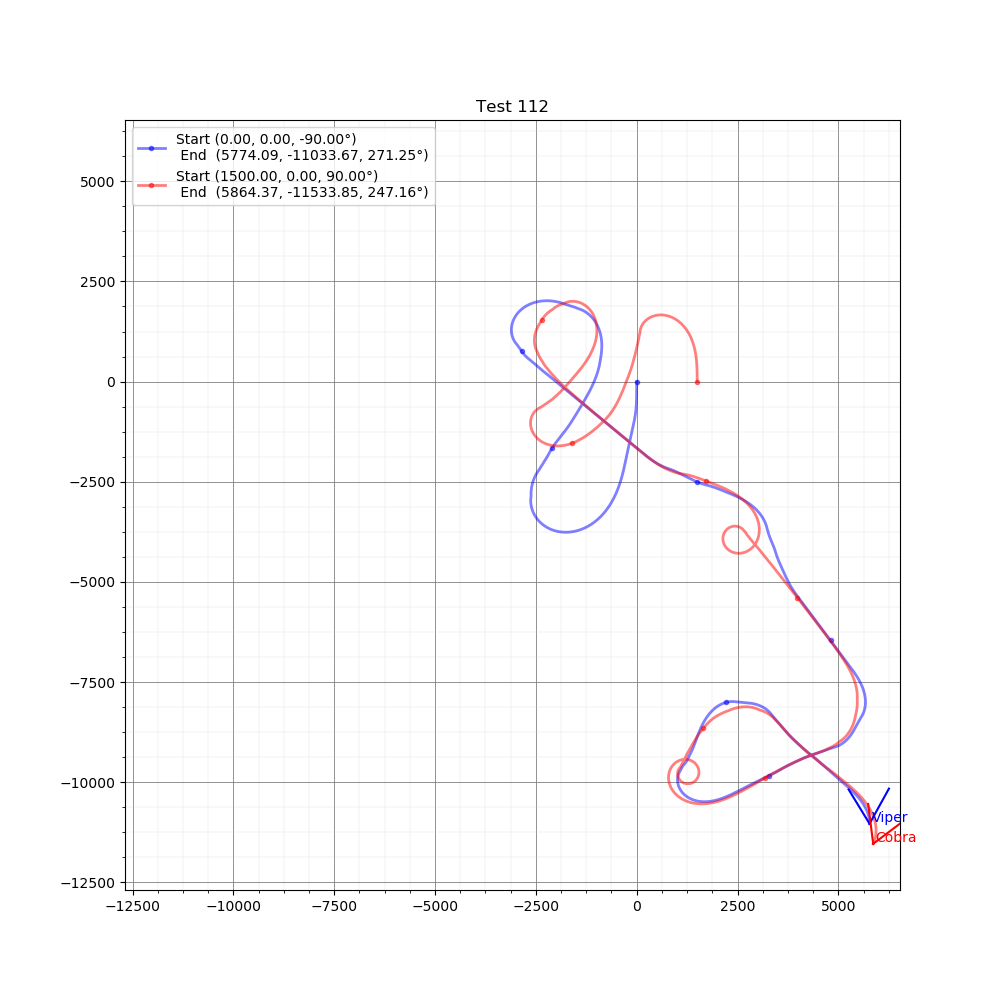 Test 112
Start (0.00, 0.00, -90.00°)
End (5774.09, -11033.67, 271.25°)
Start (1500.00, 0.00, 90.00°)
End (5864.37, -11533.85, 247.16°)
5000
2500
0
−2500
−5000
−7500
−10000
−12500
Viper
Cobra
−12500 −10000 −7500 −5000 −2500 0 2500 5000